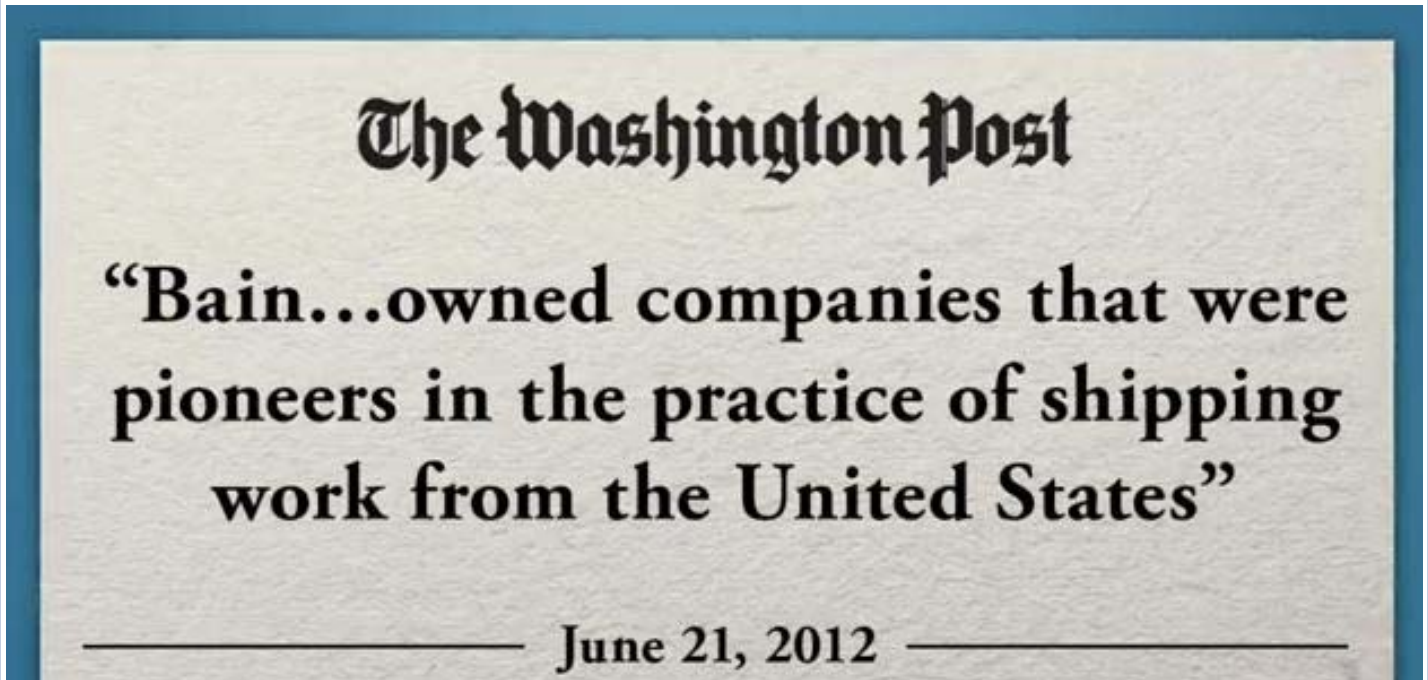 The Washington Post
“Bain...owned companies that were
pioneers in the practice of shipping
work from the United States”
June 21, 2012